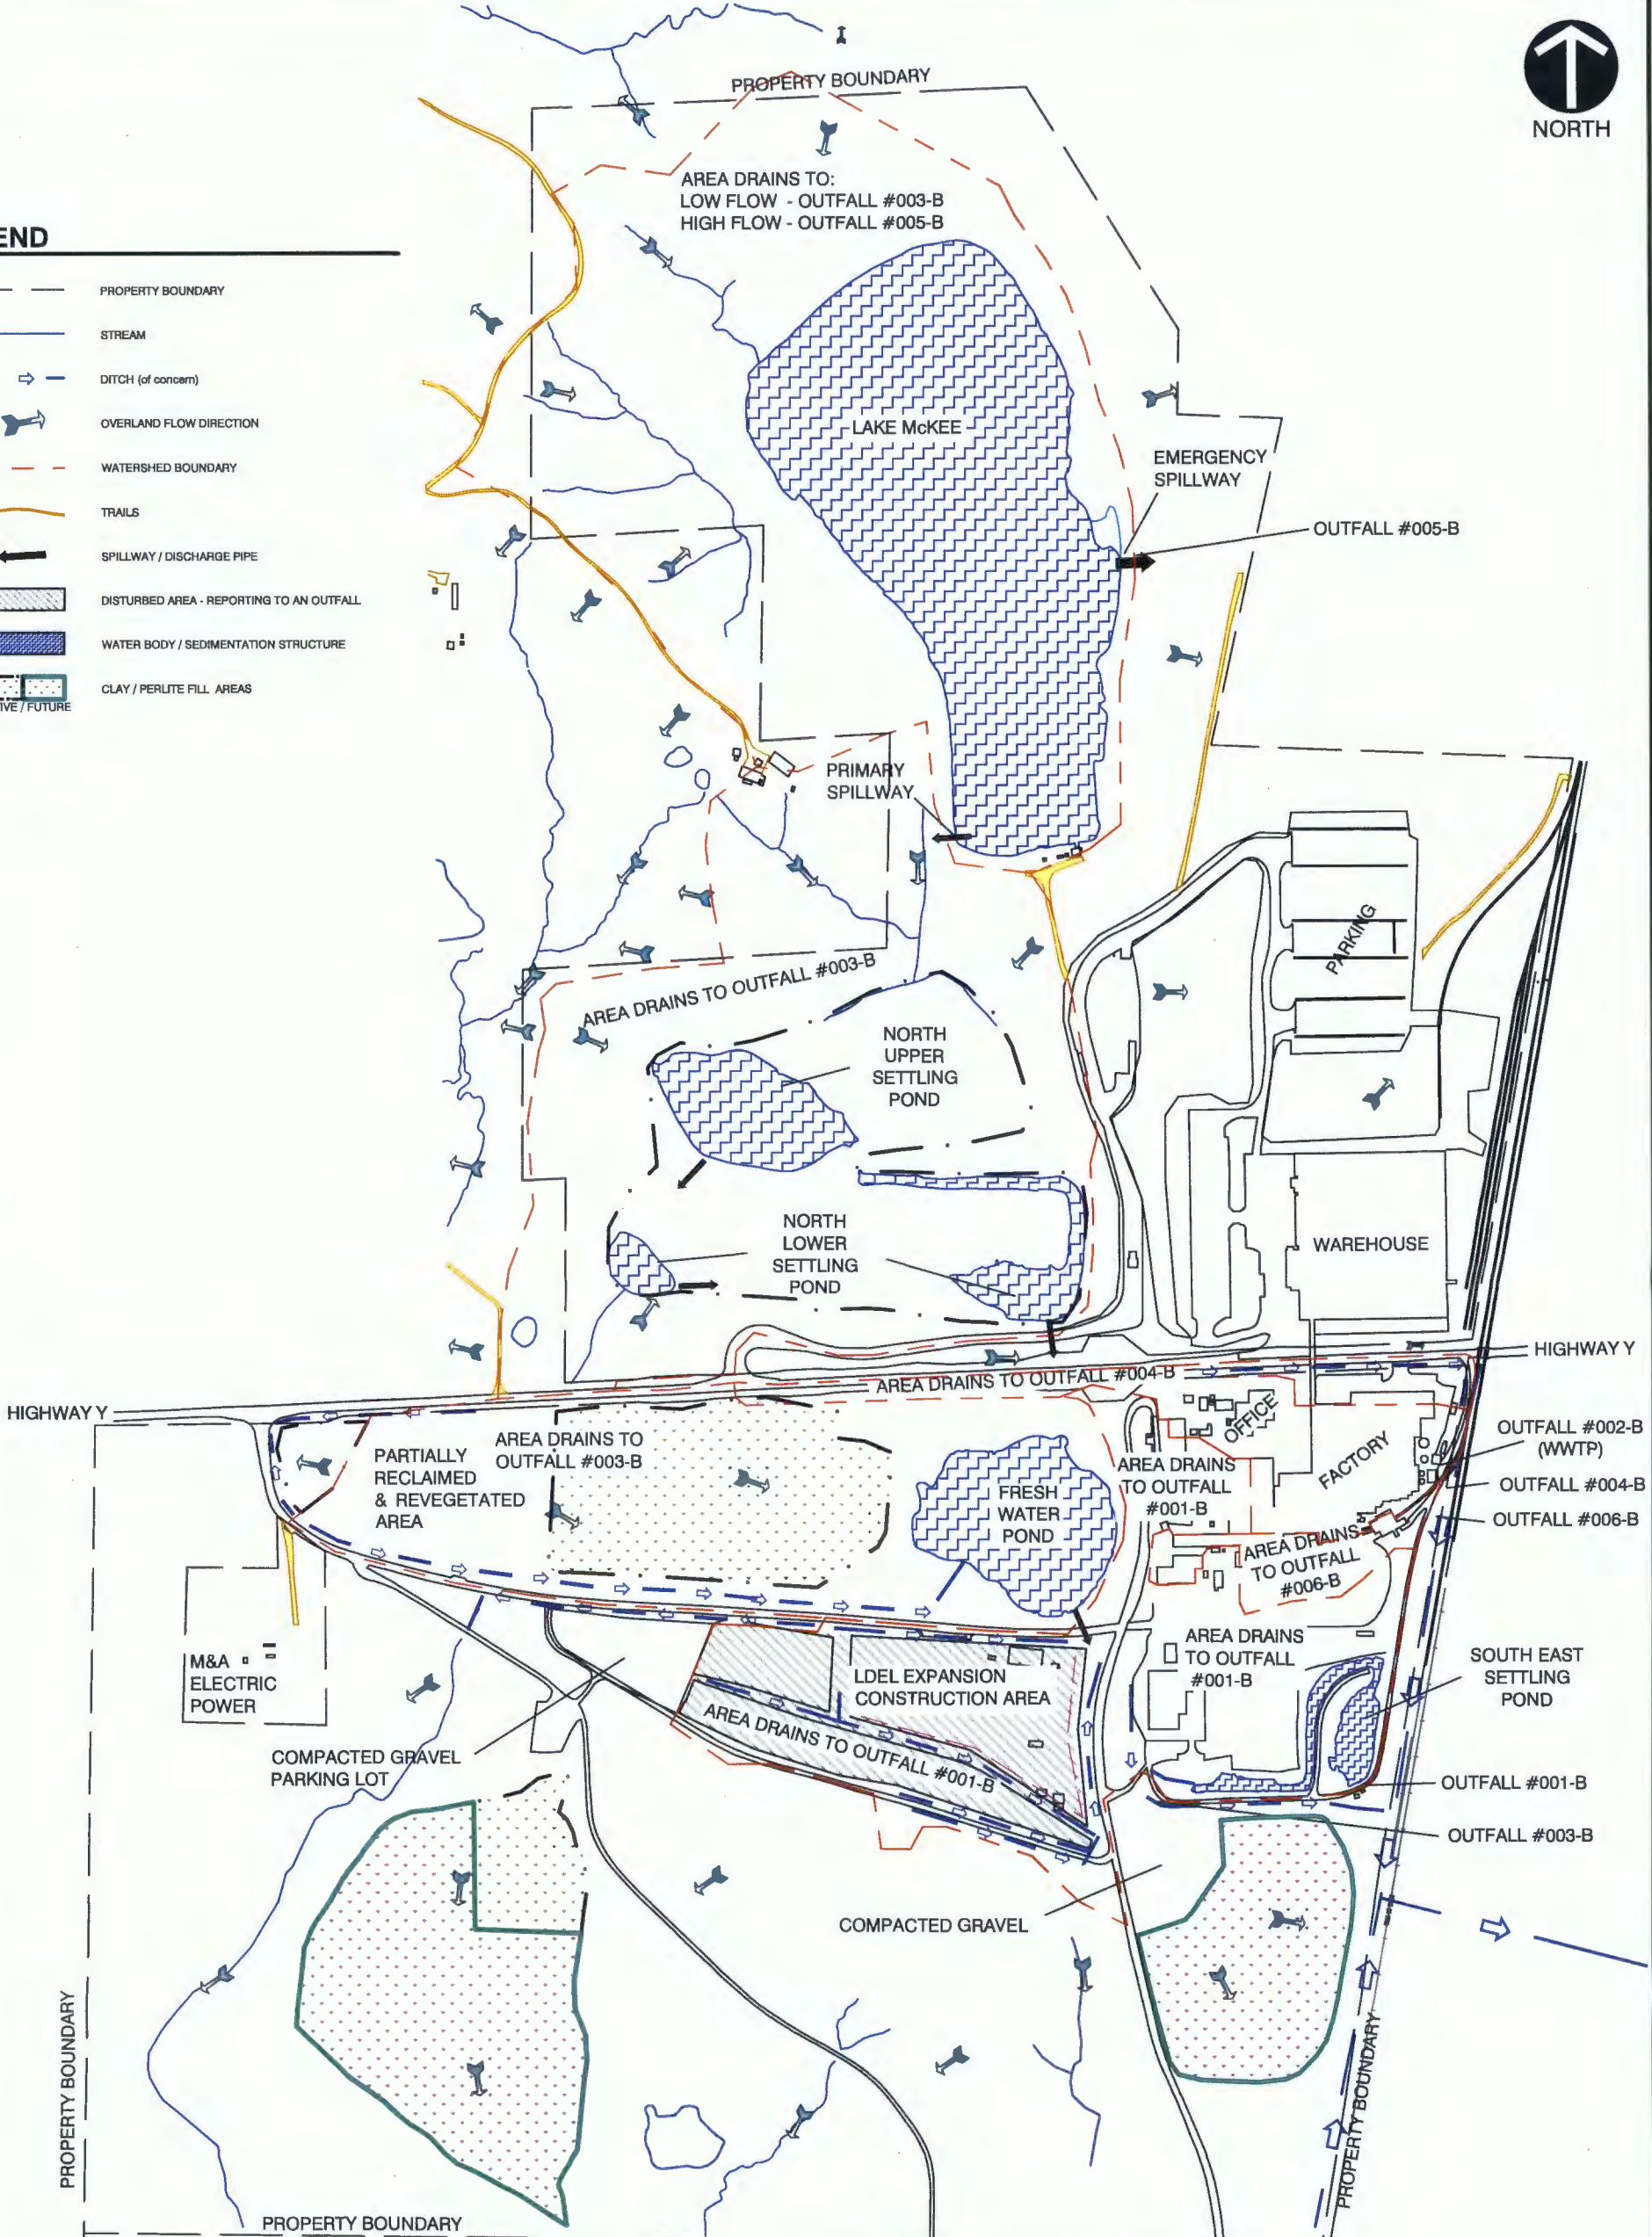 NORTH
PROPERTY BOUNDARY
AREA DRAINS TO:
LOW FLOW - OUTFALL #003-B
HIGH FLOW - OUTFALL #005-B
END
PROPERTY BOUNDARY
STREAM
DITCH (of concern)
OVERLAND FLOW DIRECTION
WATERSHED BOUNDARY
TRAILS
SPILLWAY / DISCHARGE PIPE
DISTURBED AREA - REPORTING TO AN OUTFALL
WATER BODY / SEDIMENTATION STRUCTURE
CLAY / PERLITE FILL AREAS
IVE / FUTURE
LAKE McKEE
EMERGENCY
SPILLWAY
OUTFALL #005-B
PRIMARY
SPILLWAY
PARKING
AREA DRAINS TO OUTFALL #003-B
NORTH
UPPER
SETTLING
POND
NORTH
LOWER
SETTLING
POND
WAREHOUSE
HIGHWAY Y
AREA DRAINS TO OUTFALL #004-B
HIGHWAY Y
OFFICE
FACTORY
OUTFALL #002-B
(WWTP)
OUTFALL #004-B
OUTFALL #006-B
PARTIALLY
RECLAIMED
& REVEGETATED
AREA
AREA DRAINS TO
OUTFALL #003-B
FRESH
WATER
POND
AREA DRAINS
TO OUTFALL
#001-B
AREA DRAINS
TO OUTFALL
#006-B
M&A
ELECTRIC
POWER
LDEL EXPANSION
CONSTRUCTION AREA
AREA DRAINS
TO OUTFALL
#001-B
SOUTH EAST
SETTLING
POND
AREA DRAINS TO OUTFALL #001-B
COMPACTED GRAVEL
PARKING LOT
OUTFALL #001-B
OUTFALL #003-B
COMPACTED GRAVEL
PROPERTY BOUNDARY
PROPERTY BOUNDARY
PROPERTY BOUNDARY